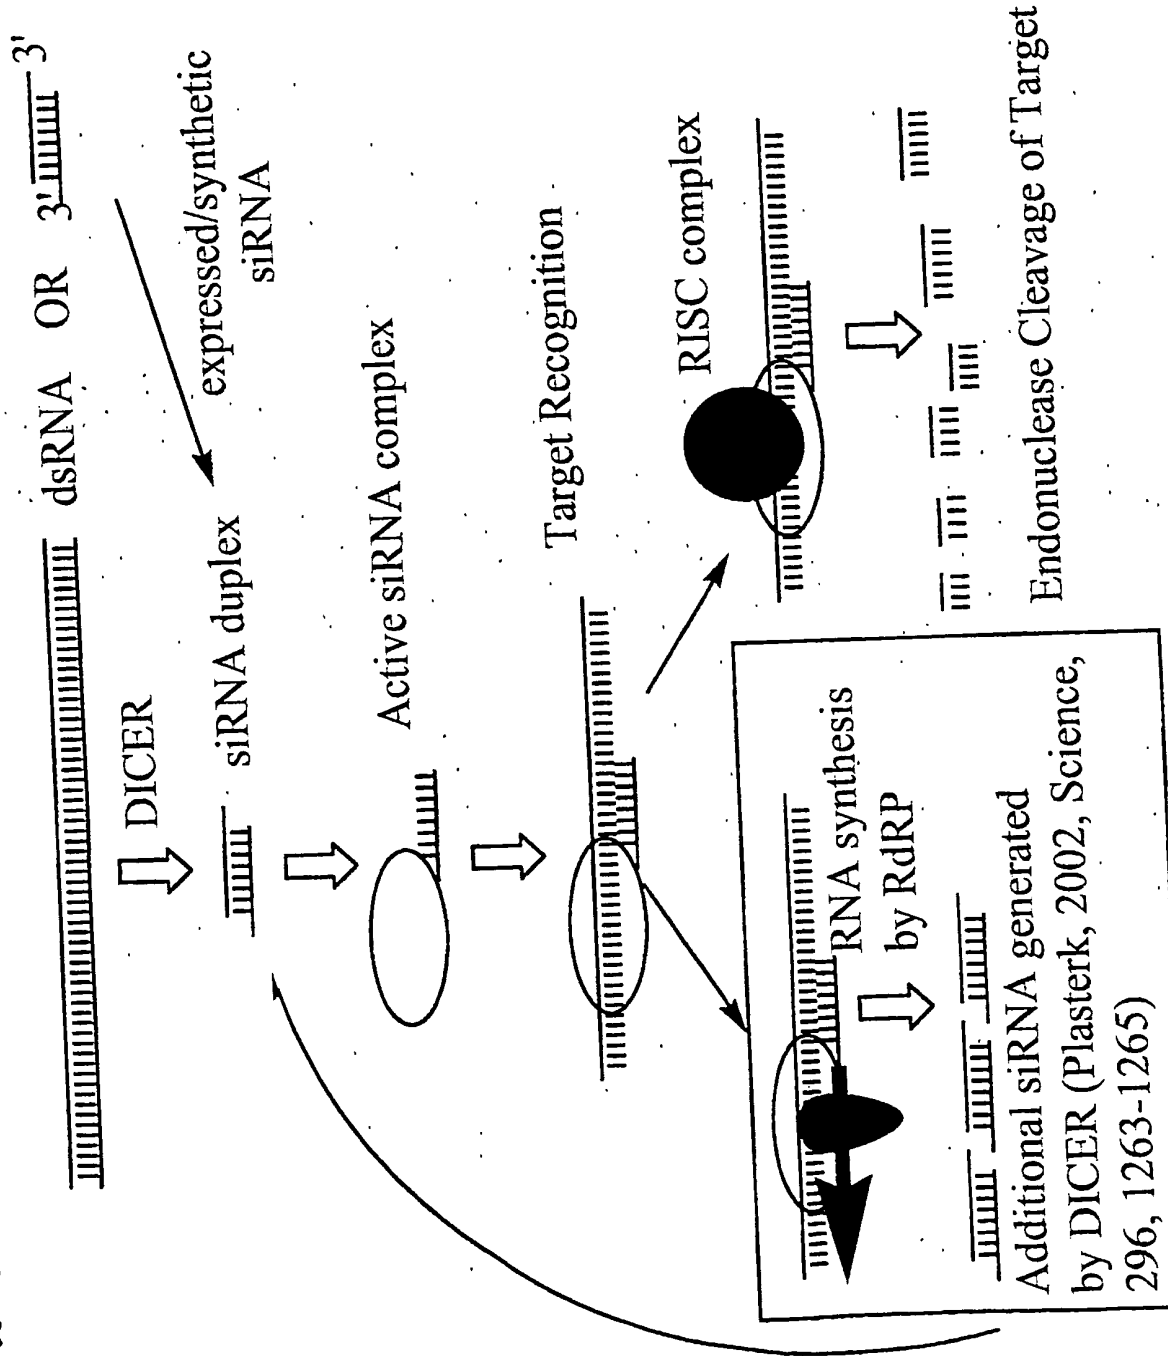 dsRNA OR 3' 3'
expressed/synthetic
siRNA
DICER
siRNA duplex
Active siRNA complex
Target Recognition
RISC complex
RNA synthesis
by RdRP
Additional siRNA generated
by DICER (Plasterk, 2002, Science,
296, 1263-1265)
Endonuclease Cleavage of Target